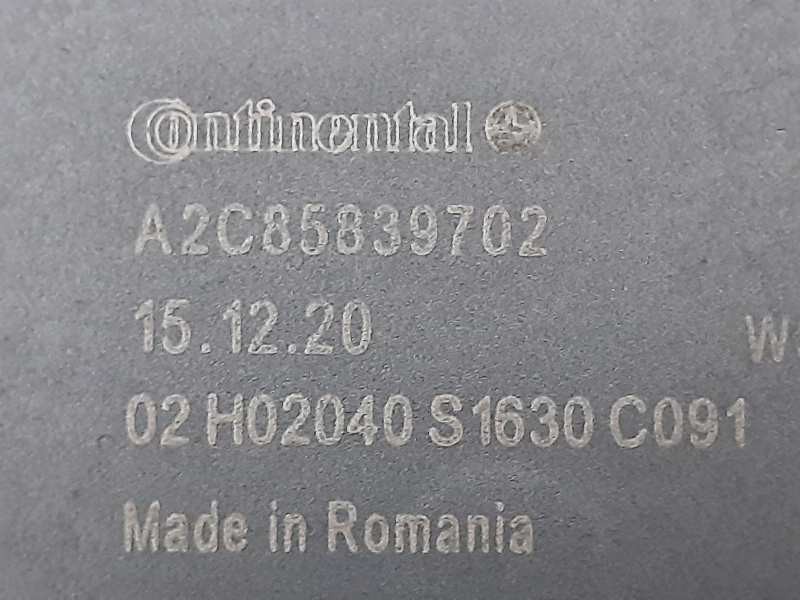 Continental
A2C85839702
15.12.20
02 H02040 S1630 C091
Made in Romania